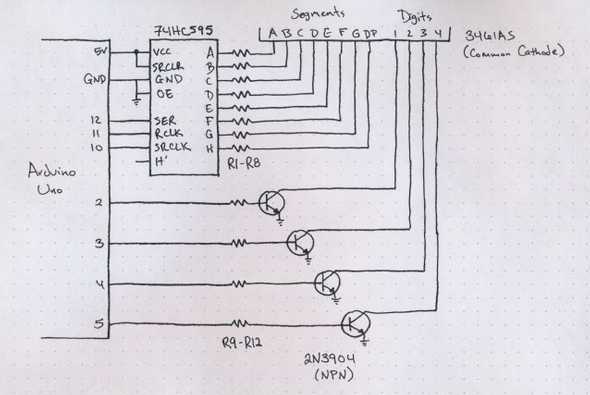 74HC595
Segments
Digits
A B C D E F G DP 1 2 3 4
3461AS
(Common Cathode)
5V
VCC
A
SRCLR
B
GND
GND
C
OE
D
E
12
SER
F
11
RCLK
G
10
SRCLK
H
H'
R1-R8
Arduino
Uno
2
3
4
5
R9-R12
2N3904
(NPN)